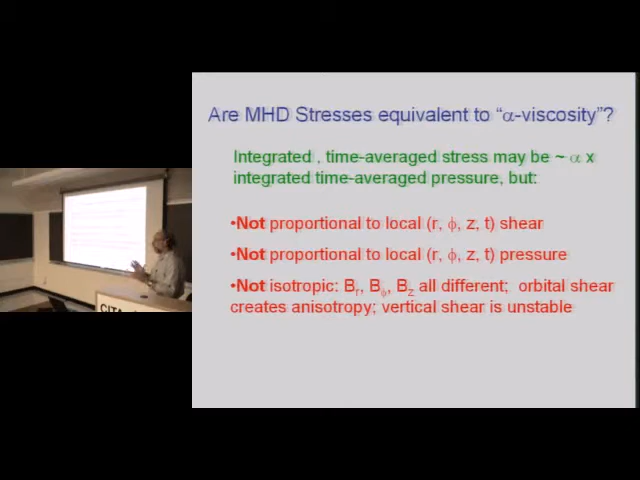 Are MHD Stresses equivalent to “α-viscosity”?
Integrated , time-averaged stress may be ~ α x
integrated time-averaged pressure, but:
•Not proportional to local (r, ϕ, z, t) shear
•Not proportional to local (r, ϕ, z, t) pressure
•Not isotropic: Br, Bϕ, Bz all different; orbital shear
creates anisotropy; vertical shear is unstable
CITA